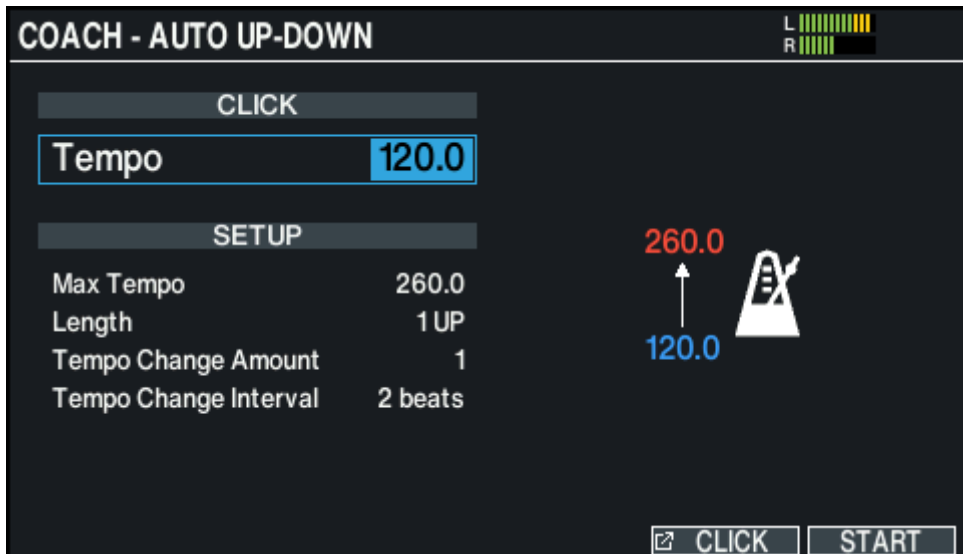 COACH - AUTO UP-DOWN
L
R
CLICK
Tempo 120.0
SETUP
Max Tempo 260.0
Length 1 UP
Tempo Change Amount 1
Tempo Change Interval 2 beats
260.0
120.0
CLICK START